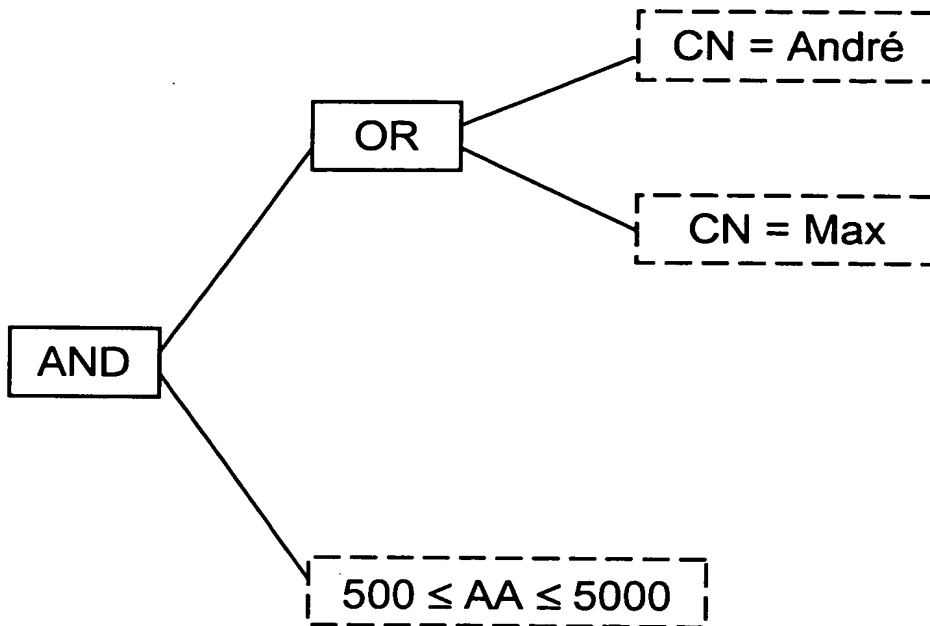 CN = André
OR
CN = Max
AND
500 ≤ AA ≤ 5000